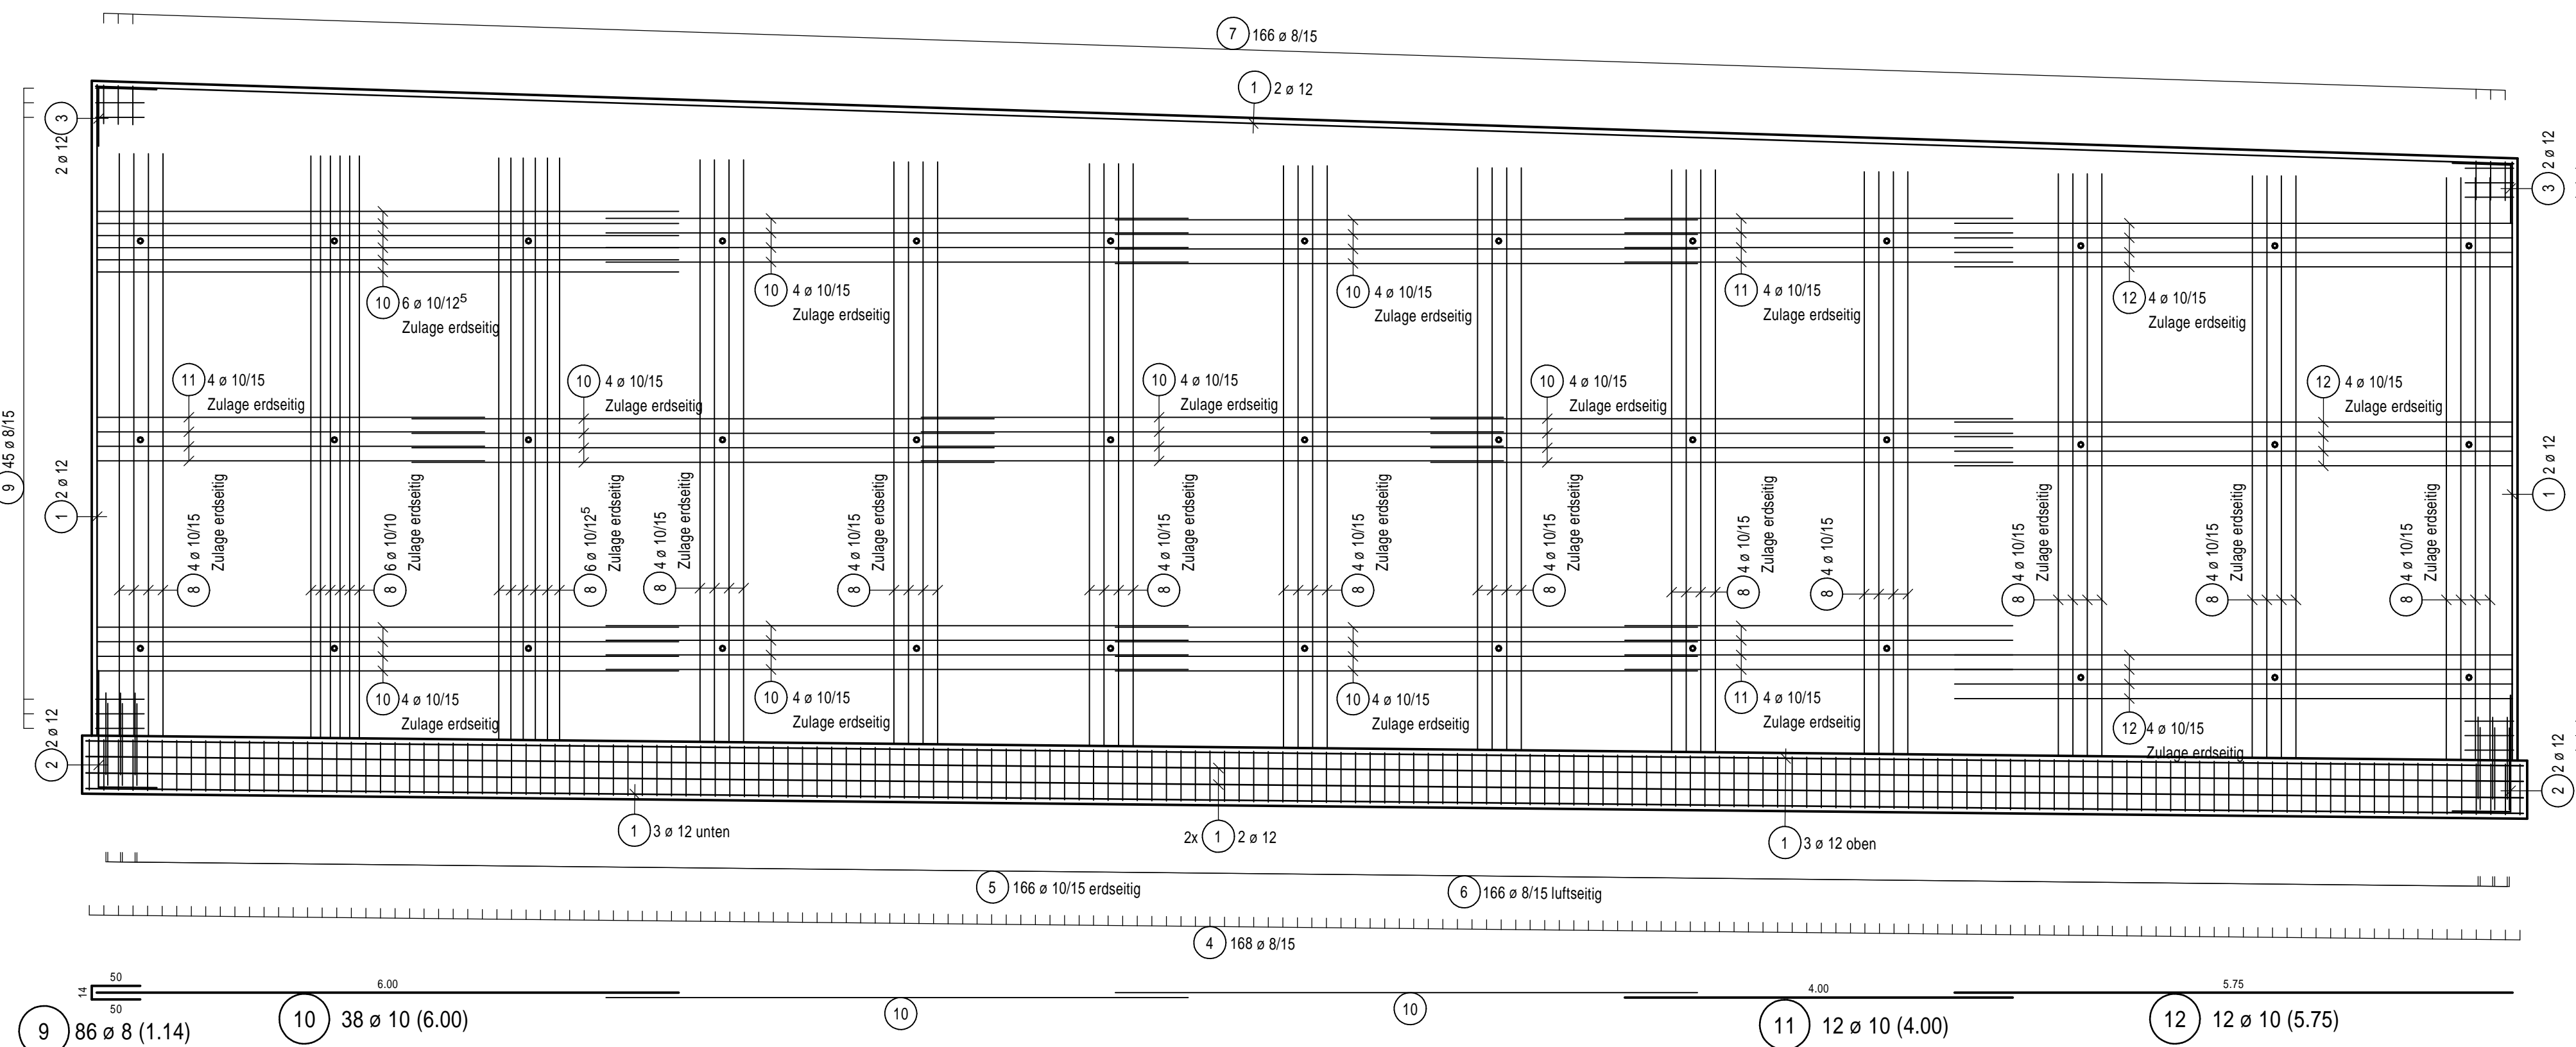 7 166 ø 8/15
1 2 ø 12
3
2 ø 12
2 ø 12
3
10 6 ø 10/12⁵
Zulage erdseitig
10 4 ø 10/15
Zulage erdseitig
10 4 ø 10/15
Zulage erdseitig
11 4 ø 10/15
Zulage erdseitig
12 4 ø 10/15
Zulage erdseitig
11 4 ø 10/15
Zulage erdseitig
10 4 ø 10/15
Zulage erdseitig
10 4 ø 10/15
Zulage erdseitig
10 4 ø 10/15
Zulage erdseitig
12 4 ø 10/15
Zulage erdseitig
9 45 ø 8/15
1 2 ø 12
1 2 ø 12
8 4 ø 10/15
Zulage erdseitig
8 6 ø 10/10
Zulage erdseitig
8 6 ø 10/12⁵
Zulage erdseitig
8 4 ø 10/15
Zulage erdseitig
8 4 ø 10/15
Zulage erdseitig
8 4 ø 10/15
Zulage erdseitig
8 4 ø 10/15
Zulage erdseitig
8 4 ø 10/15
Zulage erdseitig
8 4 ø 10/15
Zulage erdseitig
8 4 ø 10/15
8 4 ø 10/15
Zulage erdseitig
8 4 ø 10/15
Zulage erdseitig
8 4 ø 10/15
Zulage erdseitig
10 4 ø 10/15
Zulage erdseitig
10 4 ø 10/15
Zulage erdseitig
10 4 ø 10/15
Zulage erdseitig
11 4 ø 10/15
Zulage erdseitig
12 4 ø 10/15
Zulage erdseitig
2 2 ø 12
2 2 ø 12
1 3 ø 12 unten
2x 1 2 ø 12
1 3 ø 12 oben
5 166 ø 10/15 erdseitig
6 166 ø 8/15 luftseitig
4 168 ø 8/15
50
14
50
6.00
4.00
5.75
9 86 ø 8 (1.14)
10 38 ø 10 (6.00)
10
10
11 12 ø 10 (4.00)
12 12 ø 10 (5.75)